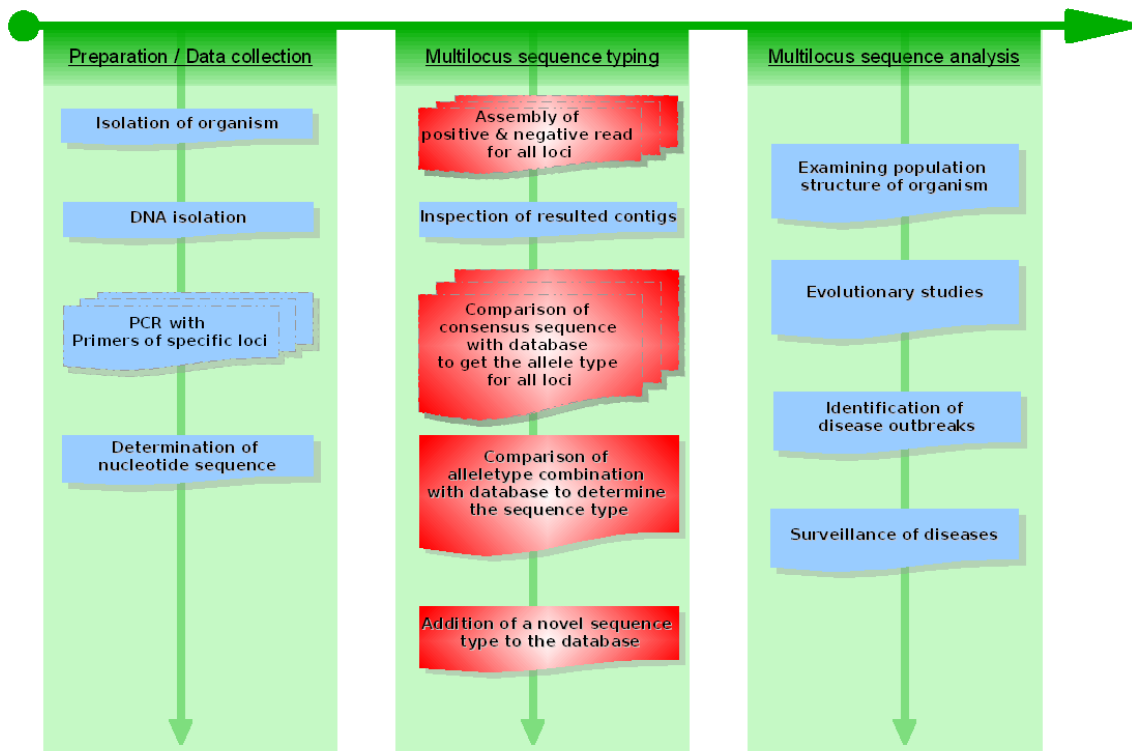 Preparation / Data collection
Isolation of organism
DNA isolation
PCR with
Primers of specific loci
Determination of
nucleotide sequence
Multilocus sequence typing
Assembly of
positive & negative read
for all loci
Inspection of resulted contigs
Comparison of
consensus sequence
with database
to get the allele type
for all loci
Comparison of
alleletype combination
with database to determine
the sequence type
Addition of a novel sequence
type to the database
Multilocus sequence analysis
Examining population
structure of organism
Evolutionary studies
Identification of
disease outbreaks
Surveillance of diseases